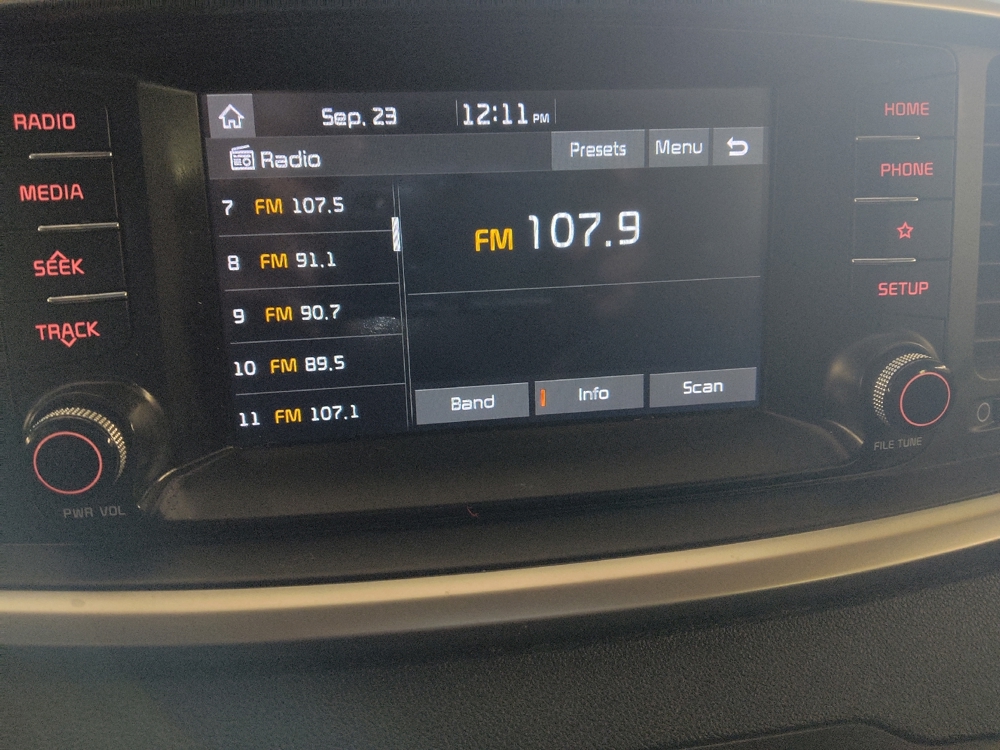 RADIO
MEDIA
SEEK
TRACK
PWR VOL
Sep. 23 12:11 PM
Radio Presets Menu
7 FM 107.5
8 FM 91.1
9 FM 90.7
10 FM 89.5
11 FM 107.1
FM 107.9
Band Info Scan
HOME
PHONE
SETUP
FILE TUNE